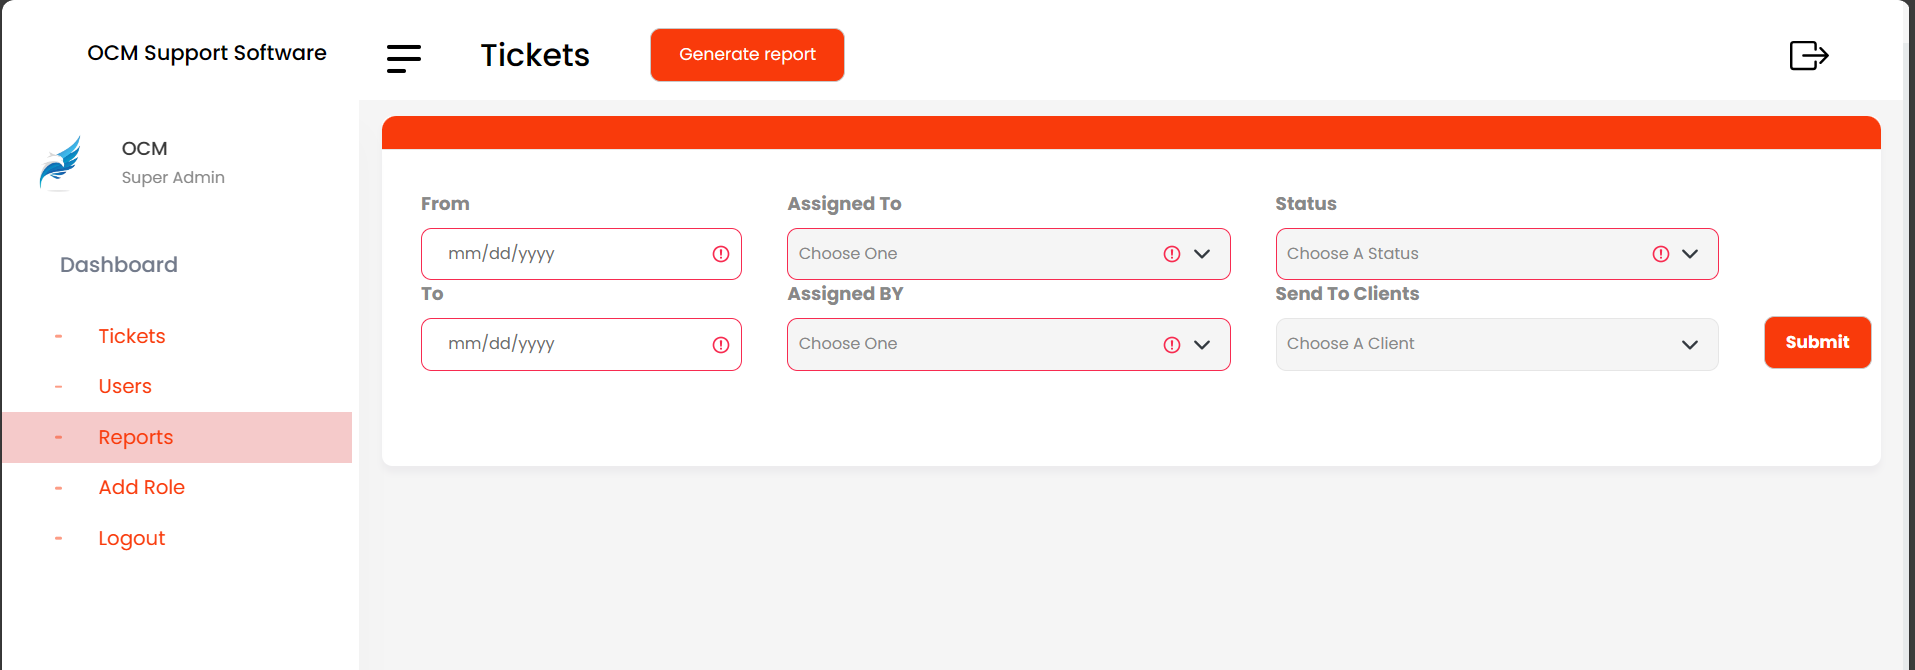 OCM Support Software
Tickets
Generate report
OCM
Super Admin
Dashboard
- Tickets
- Users
- Reports
- Add Role
- Logout
From
Assigned To
Status
mm/dd/yyyy
Choose One
Choose A Status
To
Assigned BY
Send To Clients
mm/dd/yyyy
Choose One
Choose A Client
Submit